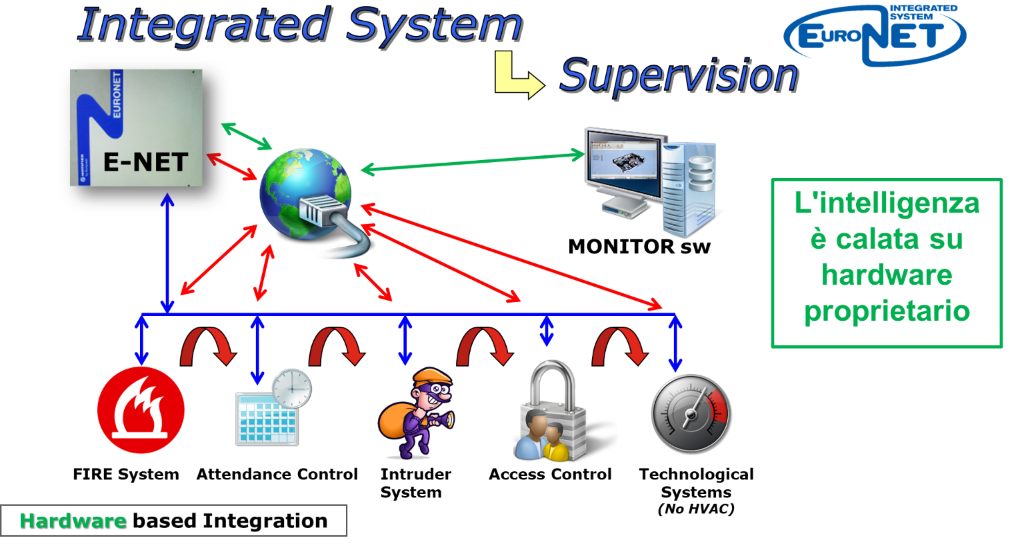 Integrated System
Supervision
INTEGRATED
SYSTEM
EURONET
EURONET
E-NET
MONITOR sw
L'intelligenza
è calata su
hardware
proprietario
FIRE System
Attendance Control
Intruder
System
Access Control
Technological
Systems
(No HVAC)
Hardware based Integration